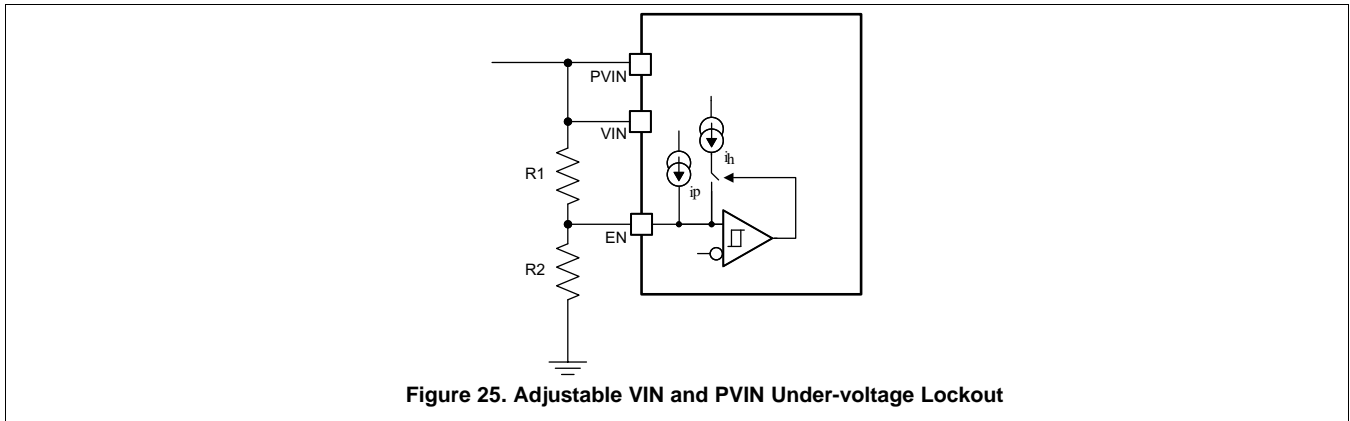 PVIN
VIN
ih
R1
ip
EN
R2
Figure 25. Adjustable VIN and PVIN Under-voltage Lockout